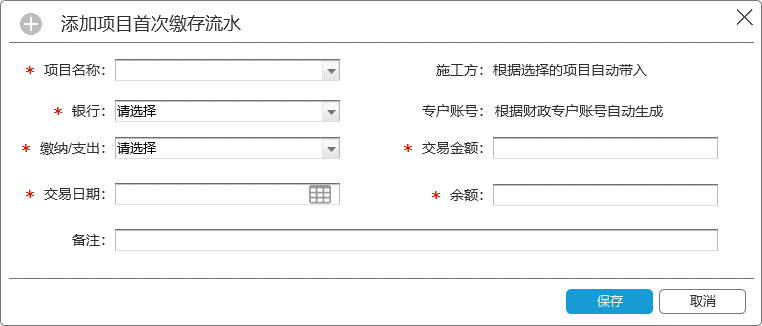 添加项目首次缴存流水
* 项目名称： 施工方：根据选择的项目自动带入
* 银行： 请选择 专户账号：根据财政专户账号自动生成
* 缴纳/支出： 请选择 * 交易金额：
* 交易日期： * 余额：
备注：
保存 取消